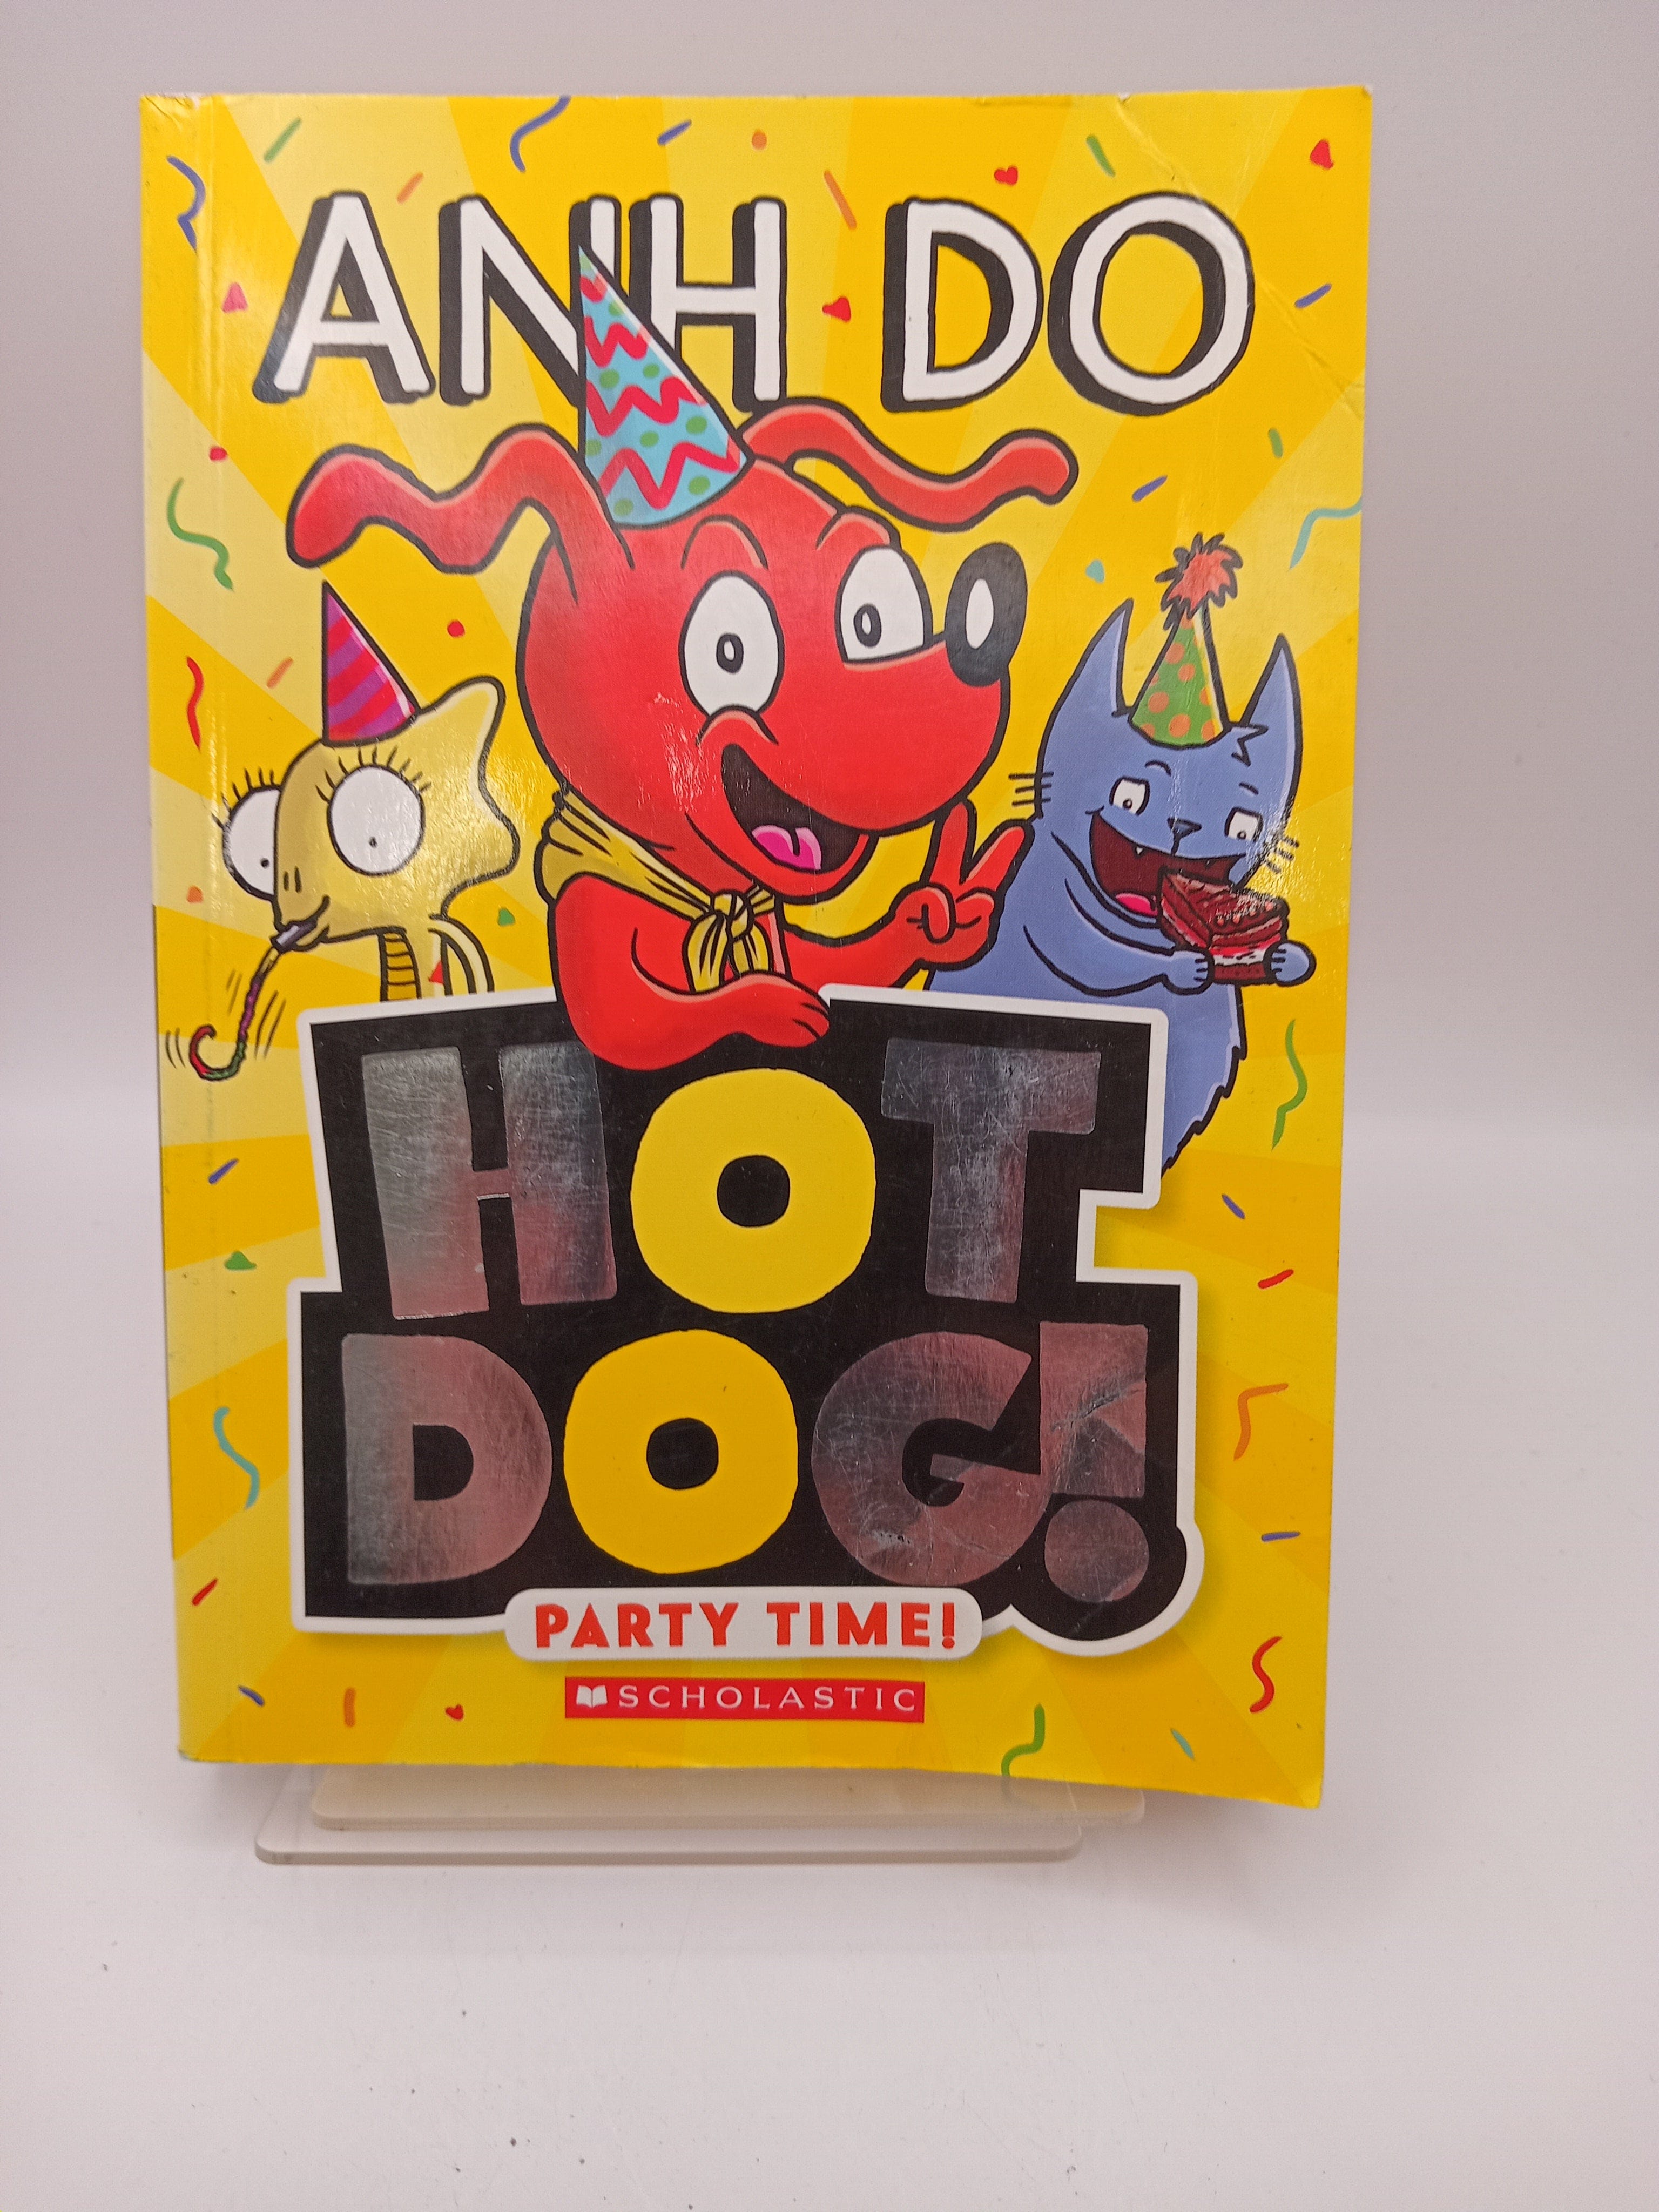 ANH DO
HOT
DOG!
PARTY TIME!
SCHOLASTIC